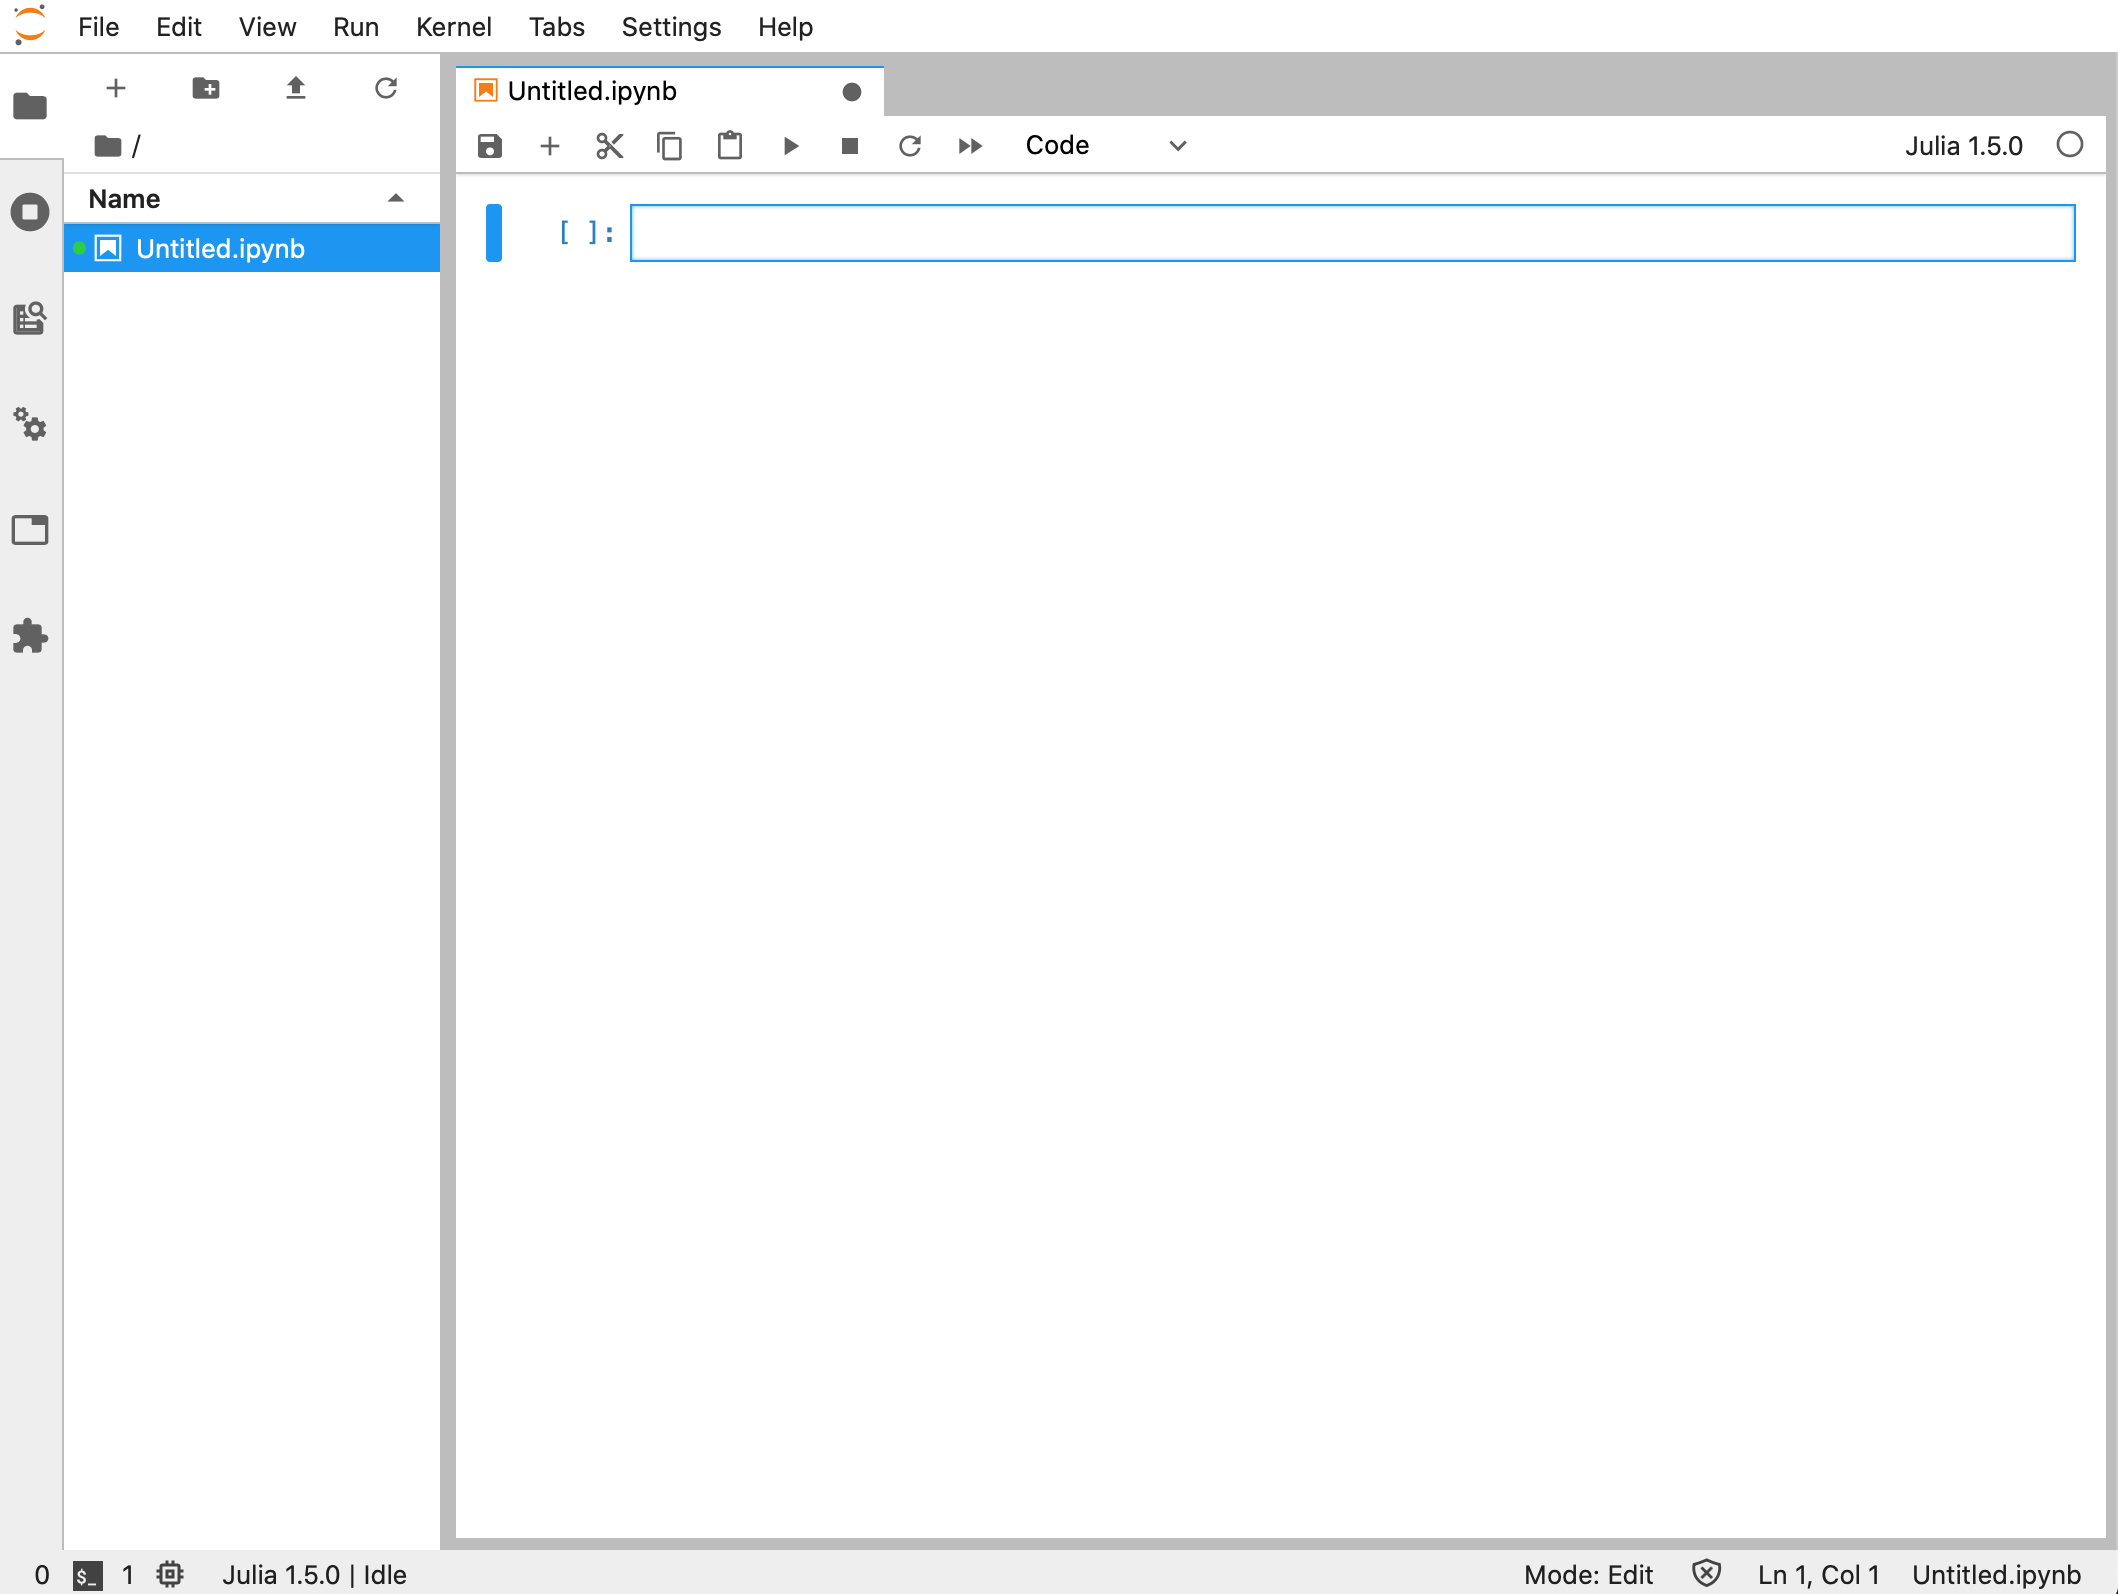 File Edit View Run Kernel Tabs Settings Help
/
Name
Untitled.ipynb
Untitled.ipynb
Code
Julia 1.5.0
[ ]:
0 $_ 1 Julia 1.5.0 | Idle
Mode: Edit Ln 1, Col 1 Untitled.ipynb